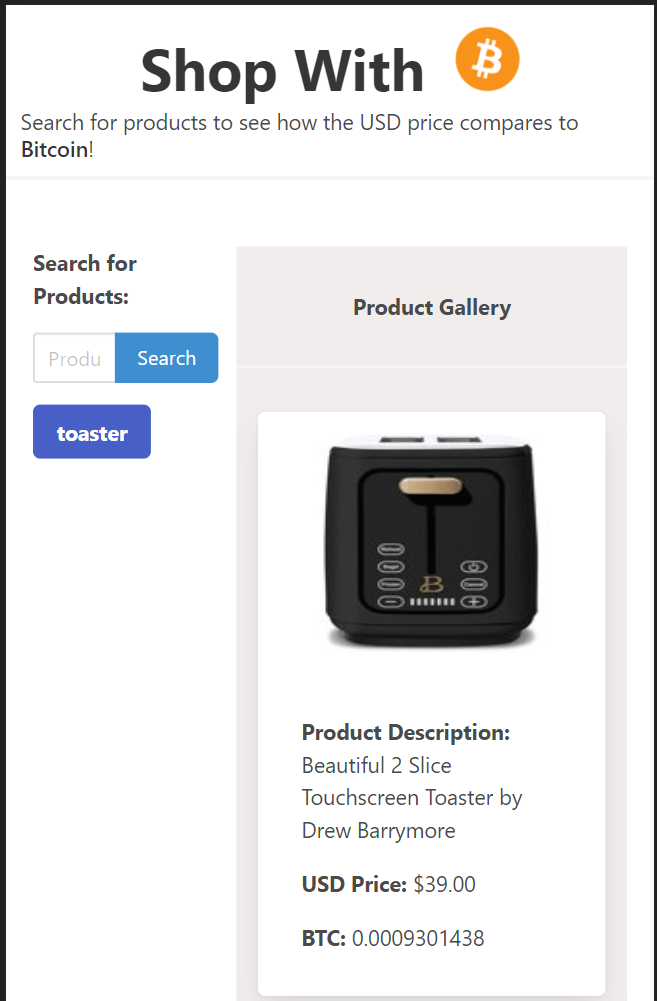 Shop With
Search for products to see how the USD price compares to
Bitcoin!
Search for
Products:
Produ
Search
toaster
Product Gallery
Product Description:
Beautiful 2 Slice
Touchscreen Toaster by
Drew Barrymore
USD Price: $39.00
BTC: 0.0009301438